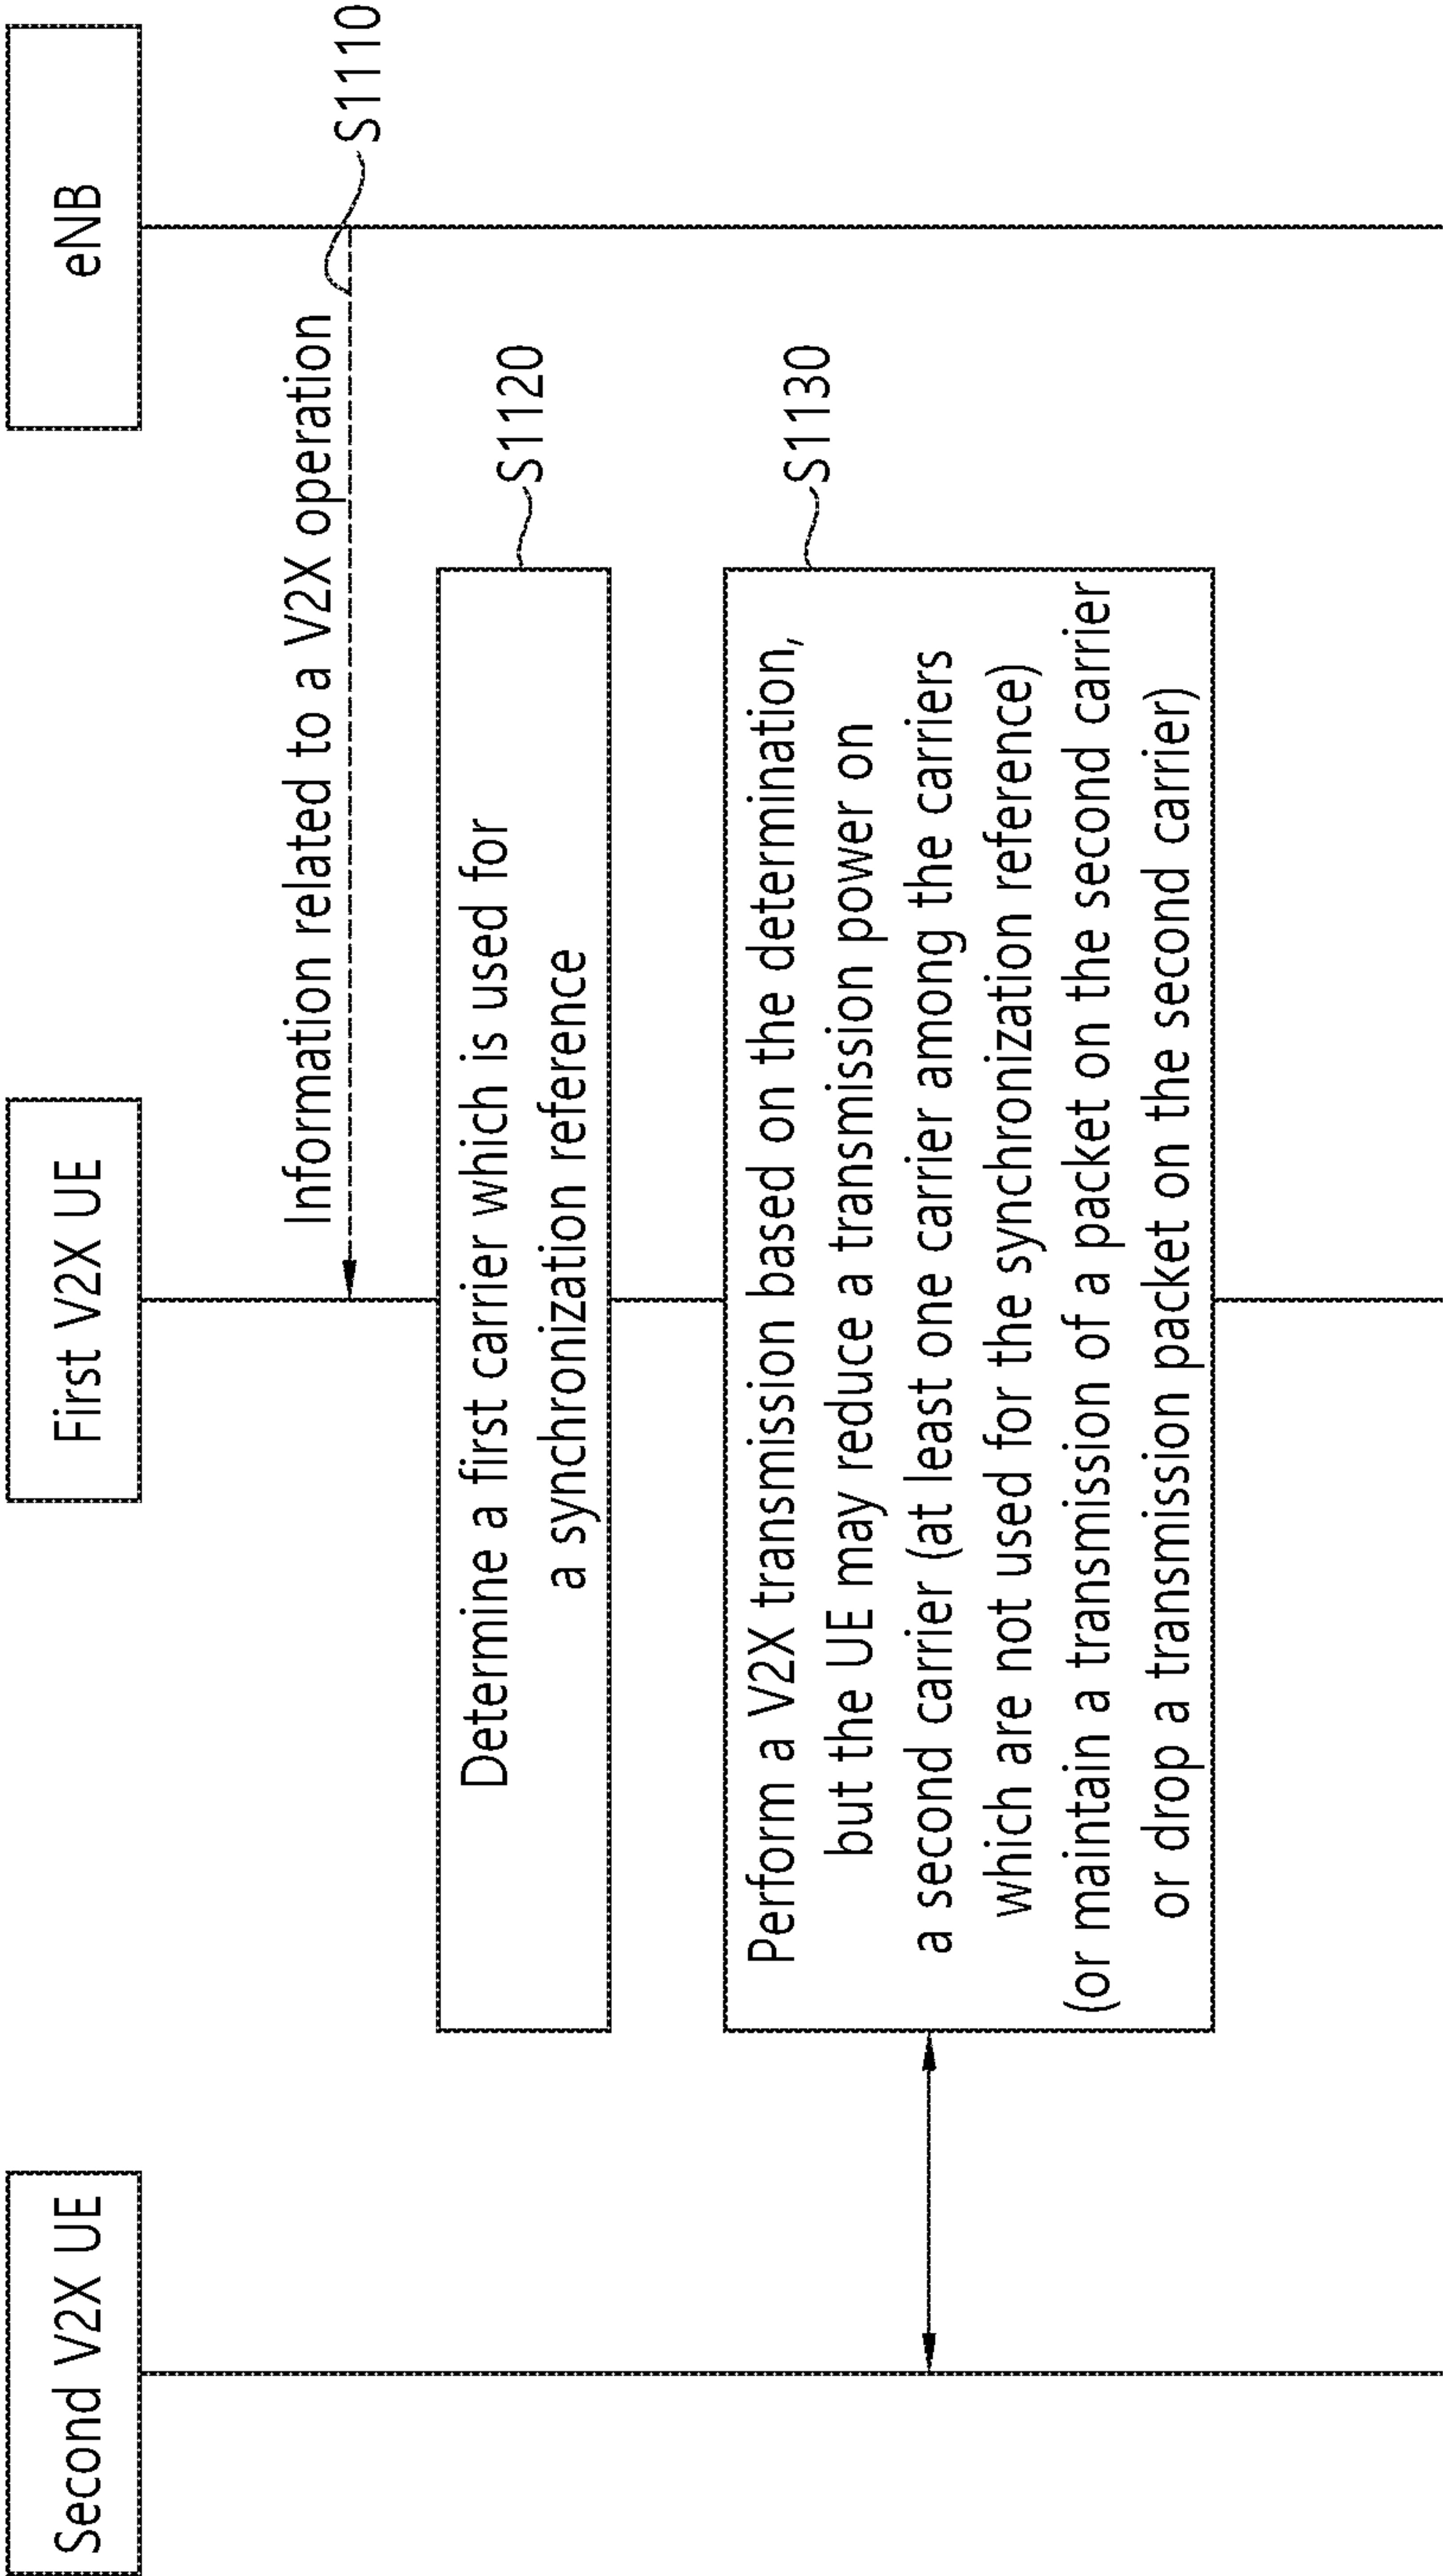 Second V2X UE
First V2X UE
eNB
Information related to a V2X operation
S1110
Determine a first carrier which is used for
a synchronization reference
S1120
Perform a V2X transmission based on the determination,
but the UE may reduce a transmission power on
a second carrier (at least one carrier among the carriers
which are not used for the synchronization reference)
(or maintain a transmission of a packet on the second carrier
or drop a transmission packet on the second carrier)
S1130